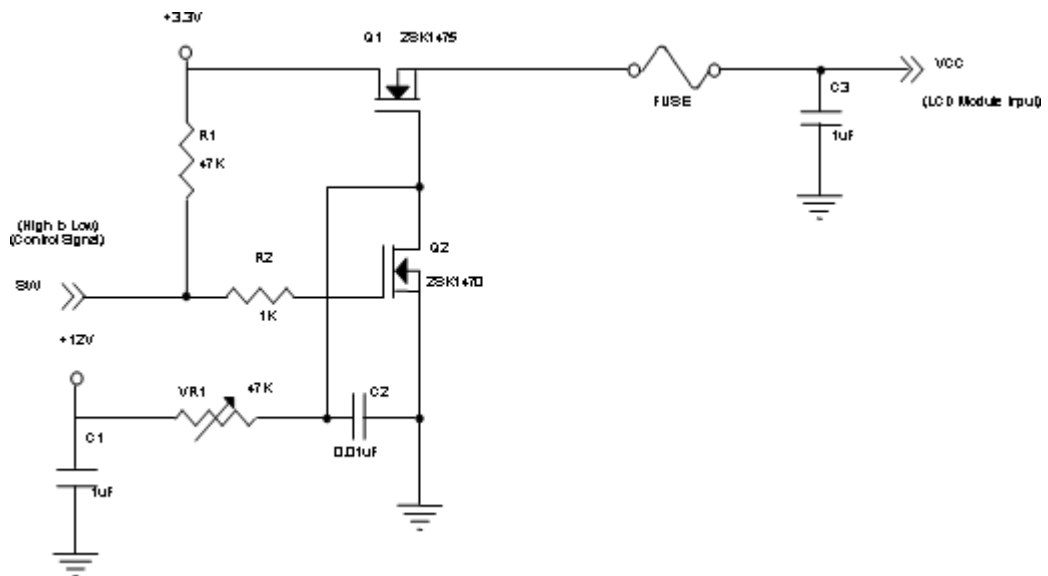 +3.3V
Q1 2SK1475
VCC
FUSE
C3
(LCD Module Input)
R1
1uF
47K
(High to Low)
(Control Signal)
Q2
R2
SW
2SK1470
1K
+12V
VR1
47K
C2
C1
0.01uF
1uF